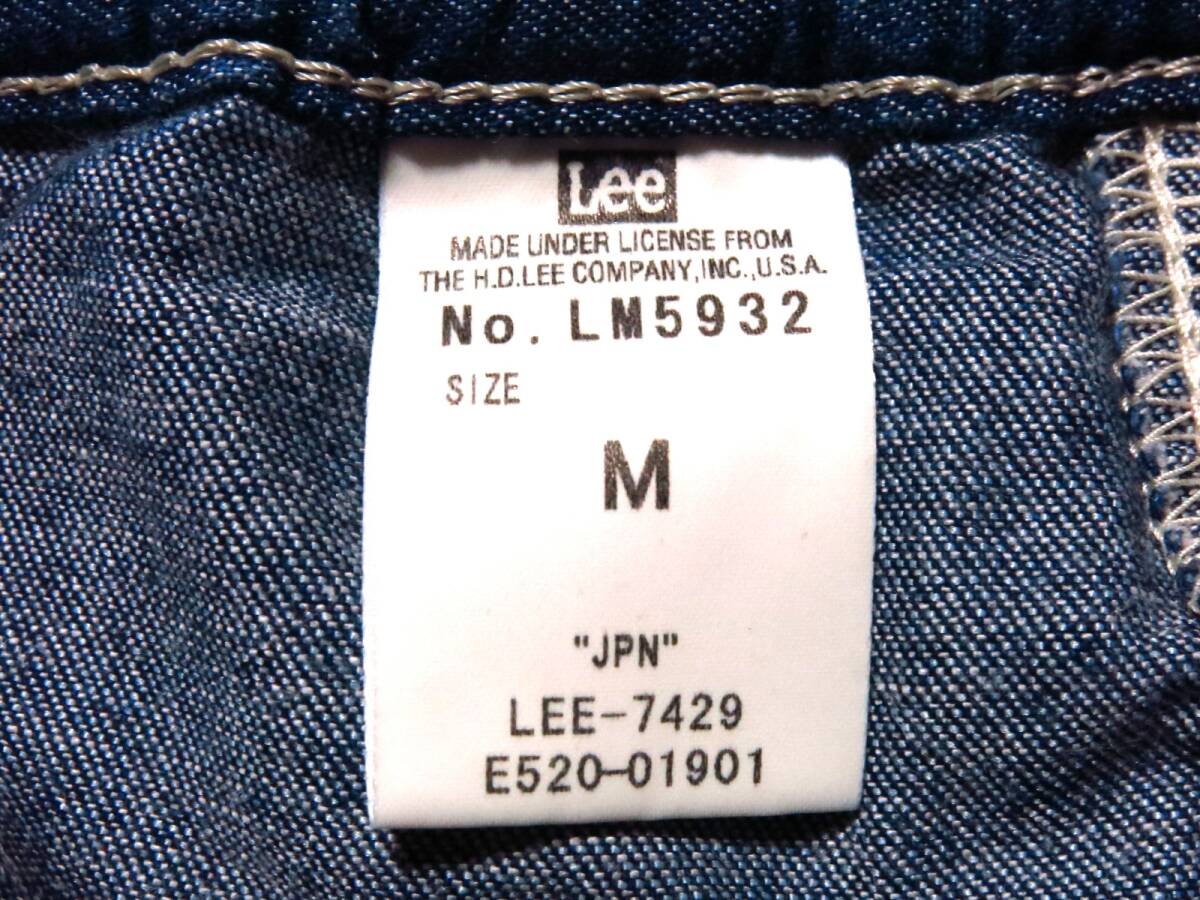 Lee
MADE UNDER LICENSE FROM
THE H.D.LEE COMPANY,INC.,U.S.A.
No. LM5932
SIZE
M
"JPN"
LEE-7429
E520-01901